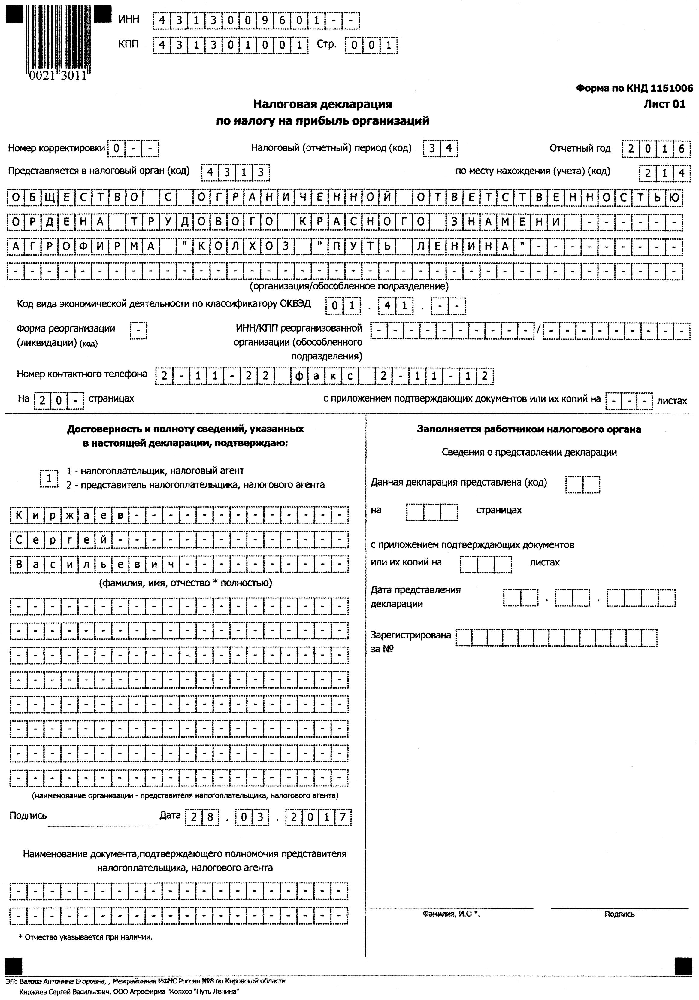 ИНН 4313009601--
КПП 431301001 Стр. 001
0021 3011
Форма по КНД 1151006
Налоговая декларация Лист 01
по налогу на прибыль организаций
Номер корректировки 0-- Налоговый (отчетный) период (код) 34 Отчетный год 2016
Представляется в налоговый орган (код) 4313 по месту нахождения (учета) (код) 214
ОБЩЕСТВО С ОГРАНИЧЕННОЙ ОТВЕТСТВЕННОСТЬЮ
ОРДЕНА ТРУДОВОГО КРАСНОГО ЗНАМЕНИ ------
АГРОФИРМА "КОЛХОЗ "ПУТЬ ЛЕНИНА"---------
----------------------------------------
(организация/обособленное подразделение)
Код вида экономической деятельности по классификатору ОКВЭД 01.41.--
Форма реорганизации - ИНН/КПП реорганизованной ----------/---------
(ликвидации) (код) организации (обособленного
подразделения)
Номер контактного телефона 2-11-22 факс 2-11-12
На 20- страницах с приложением подтверждающих документов или их копий на --- листах
Достоверность и полноту сведений, указанных
в настоящей декларации, подтверждаю:
1 1 - налогоплательщик, налоговый агент
2 - представитель налогоплательщика, налогового агента
Киржаев-------------
Сергей--------------
Васильевич----------
(фамилия, имя, отчество * полностью)
--------------------
--------------------
--------------------
--------------------
--------------------
--------------------
--------------------
--------------------
(наименование организации - представителя налогоплательщика, налогового агента)
Подпись Дата 28.03.2017
Наименование документа,подтверждающего полномочия представителя
налогоплательщика, налогового агента
--------------------
--------------------
* Отчество указывается при наличии.
Заполняется работником налогового органа
Сведения о представлении декларации
Данная декларация представлена (код)
на страницах
с приложением подтверждающих документов
или их копий на листах
Дата представления
декларации . .
Зарегистрирована
за №
Фамилия, И.О *. Подпись
ЭП: Валова Антонина Егоровна, , Межрайонная ИФНС России №8 по Кировской области
Киржаев Сергей Васильевич, ООО Агрофирма "Колхоз "Путь Ленина"